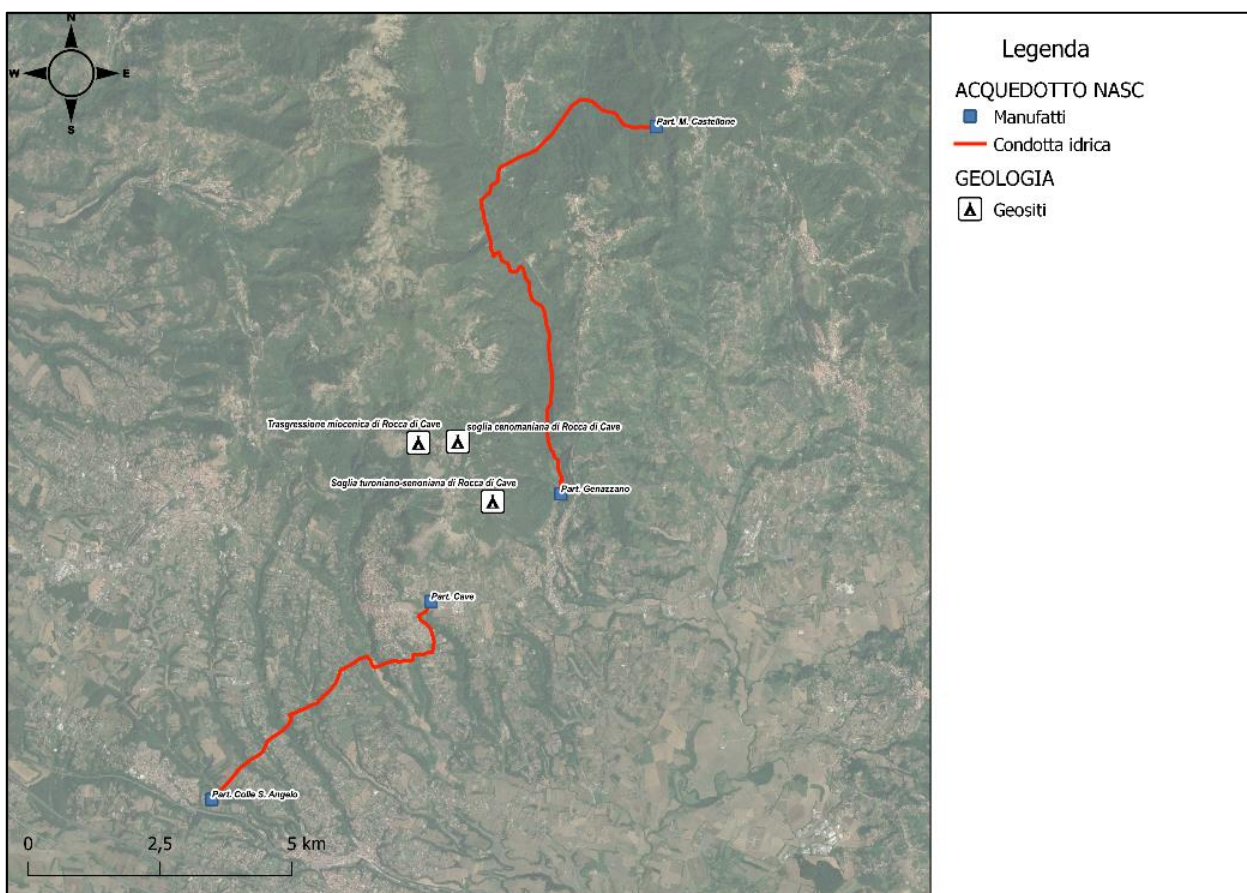 N
W E
S
Part. M. Castellone
Trasgressione miocenica di Rocca di Cave
soglia cenomaniana di Rocca di Cave
Soglia turoniano-senoniana di Rocca di Cave
Part. Genazzano
Part. Cave
Part. Colle S. Angelo
0 2,5 5 km
Legenda
ACQUEDOTTO NASC
Manufatti
Condotta idrica
GEOLOGIA
Geositi